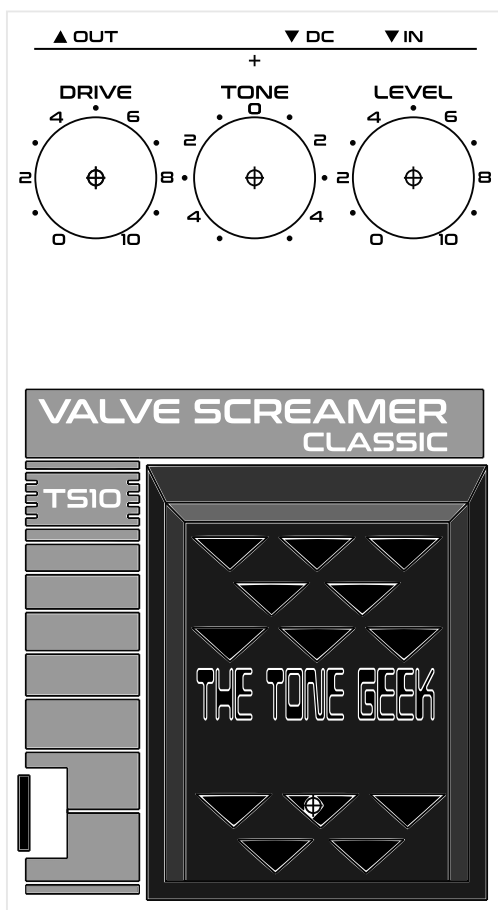 ▲ OUT ▼ DC ▼ IN
+
DRIVE TONE LEVEL
4 6 0 4 6
2 2
2 8 2 8
4 4
0 10 0 10
VALVE SCREAMER
CLASSIC
TS10
THE TONE GEEK